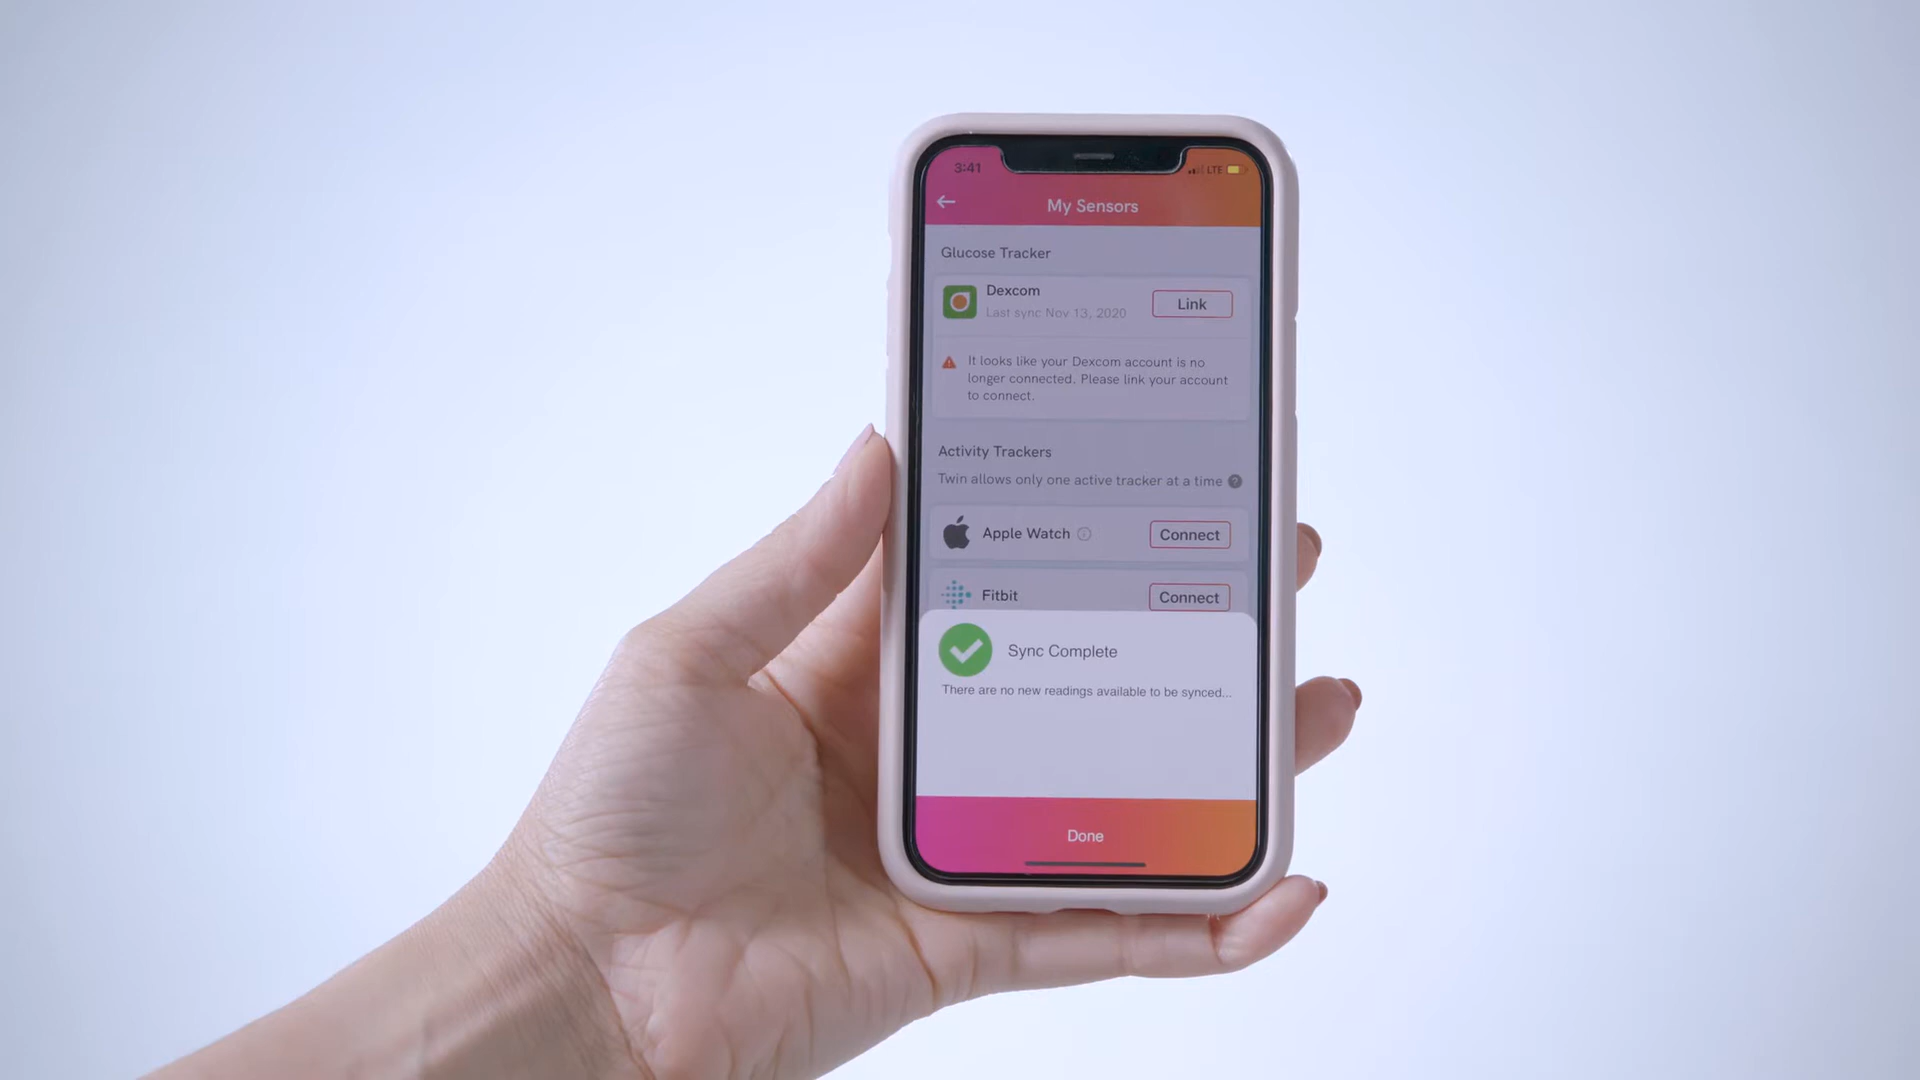 3:41
LTE
My Sensors
Glucose Tracker
Dexcom
Last sync Nov 13, 2020
Link
It looks like your Dexcom account is no
longer connected. Please link your account
to connect.
Activity Trackers
Twin allows only one active tracker at a time ?
Apple Watch
Connect
Fitbit
Connect
Sync Complete
There are no new readings available to be synced...
Done